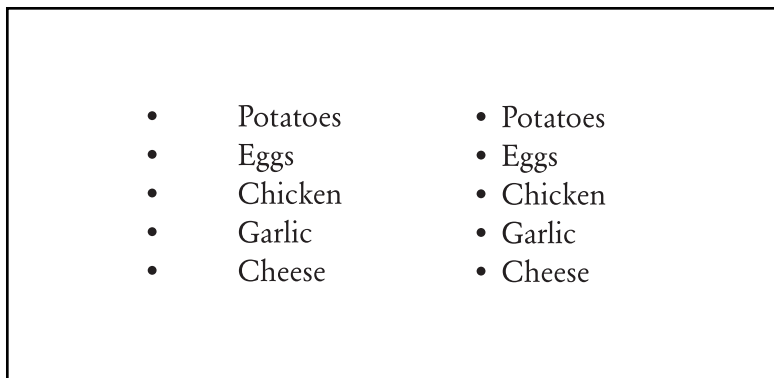 • Potatoes
• Eggs
• Chicken
• Garlic
• Cheese
• Potatoes
• Eggs
• Chicken
• Garlic
• Cheese